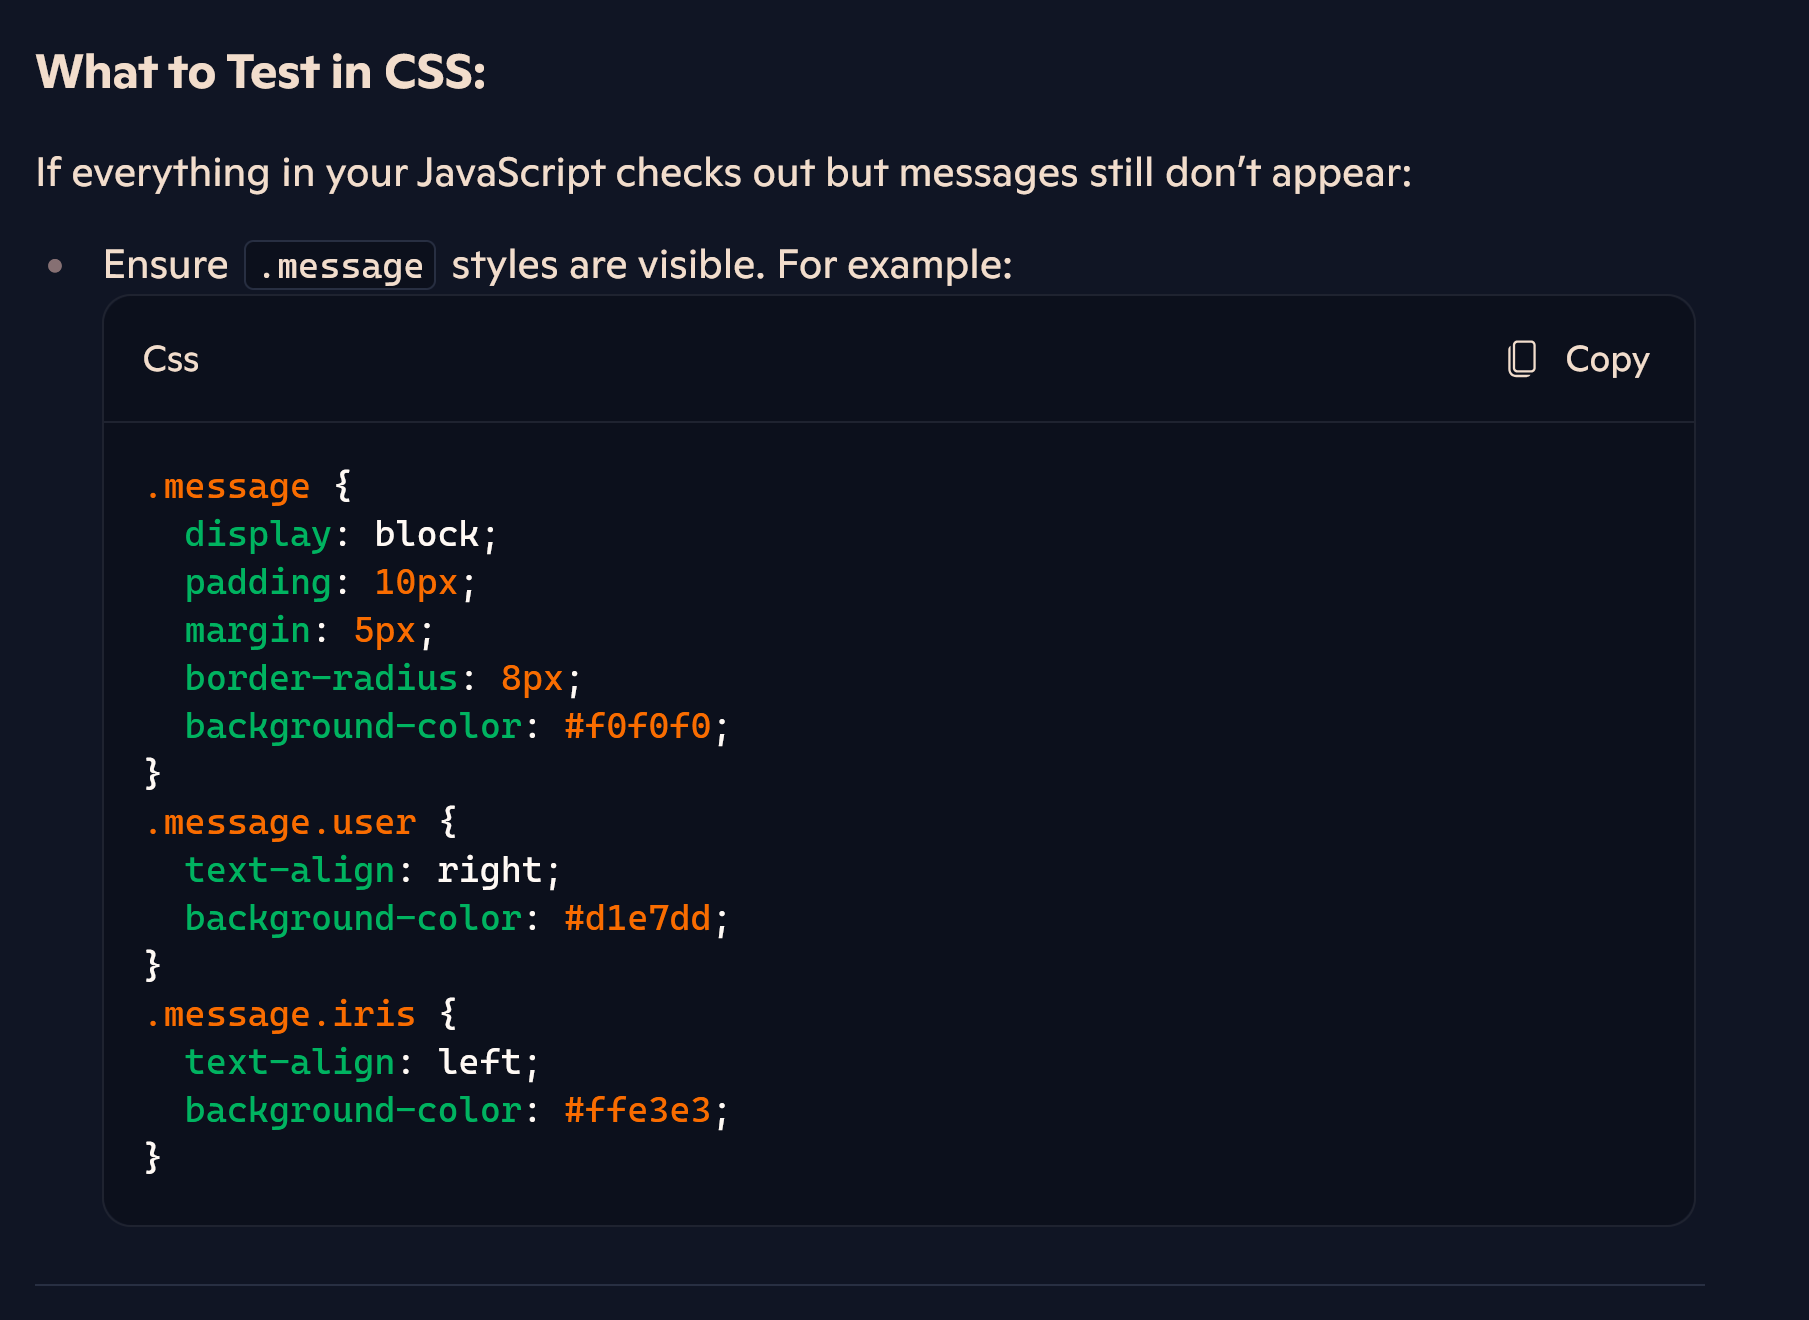 What to Test in CSS:
If everything in your JavaScript checks out but messages still don’t appear:
Ensure .message styles are visible. For example:
Css
Copy
.message {
  display: block;
  padding: 10px;
  margin: 5px;
  border-radius: 8px;
  background-color: #f0f0f0;
}
.message.user {
  text-align: right;
  background-color: #d1e7dd;
}
.message.iris {
  text-align: left;
  background-color: #ffe3e3;
}